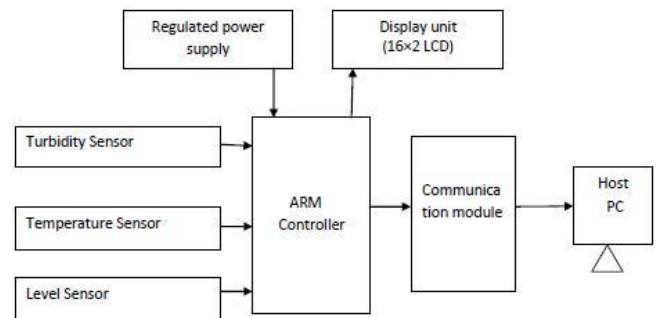 Regulated power
supply
Display unit
(16×2 LCD)
Turbidity Sensor
Temperature Sensor
Level Sensor
ARM
Controller
Communica
tion module
Host
PC